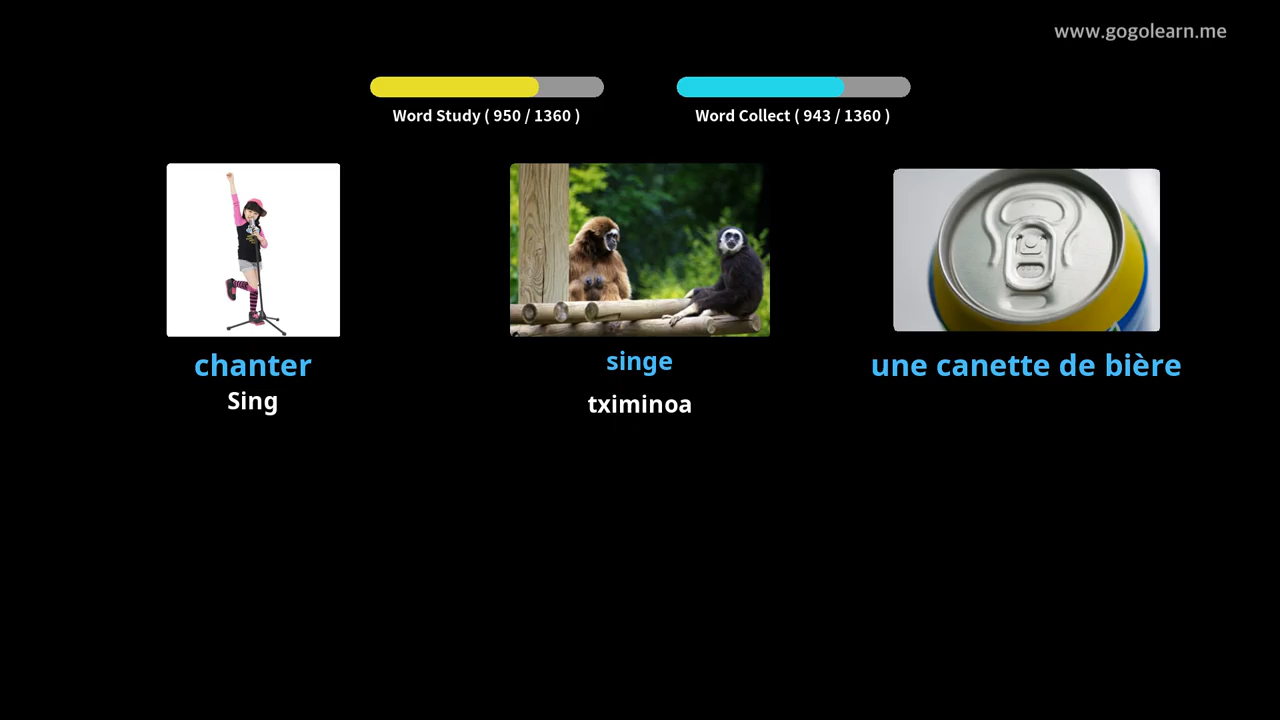 www.gogolearn.me
Word Study ( 950 / 1360 )
Word Collect ( 943 / 1360 )
chanter
Sing
singe
tximinoa
une canette de bière